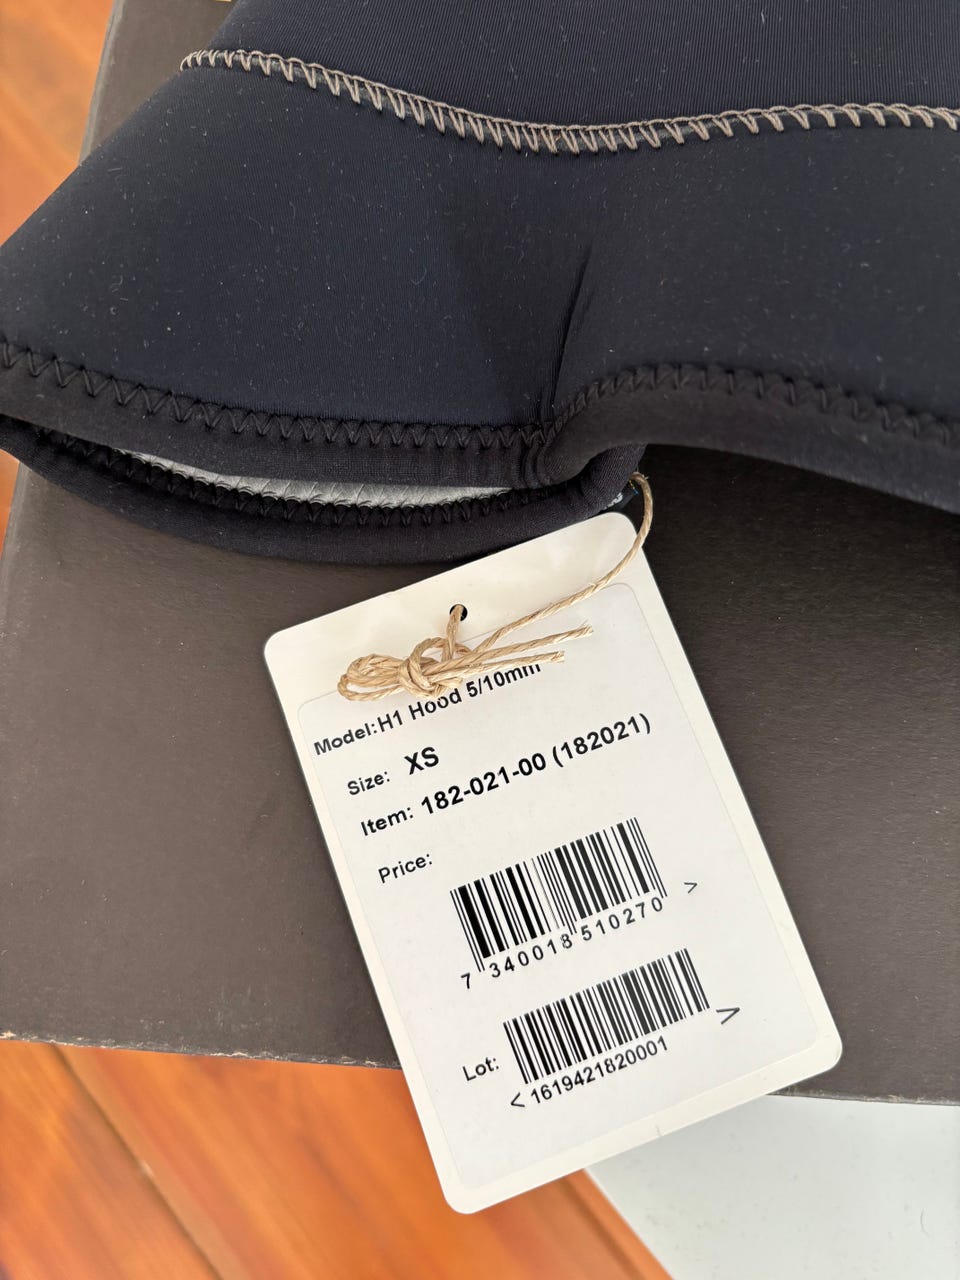 Model: H1 Hood 5/10mm
Size: XS
Item: 182-021-00 (182021)
Price:
7 340018 510270 >
Lot:
< 1619421820001 >